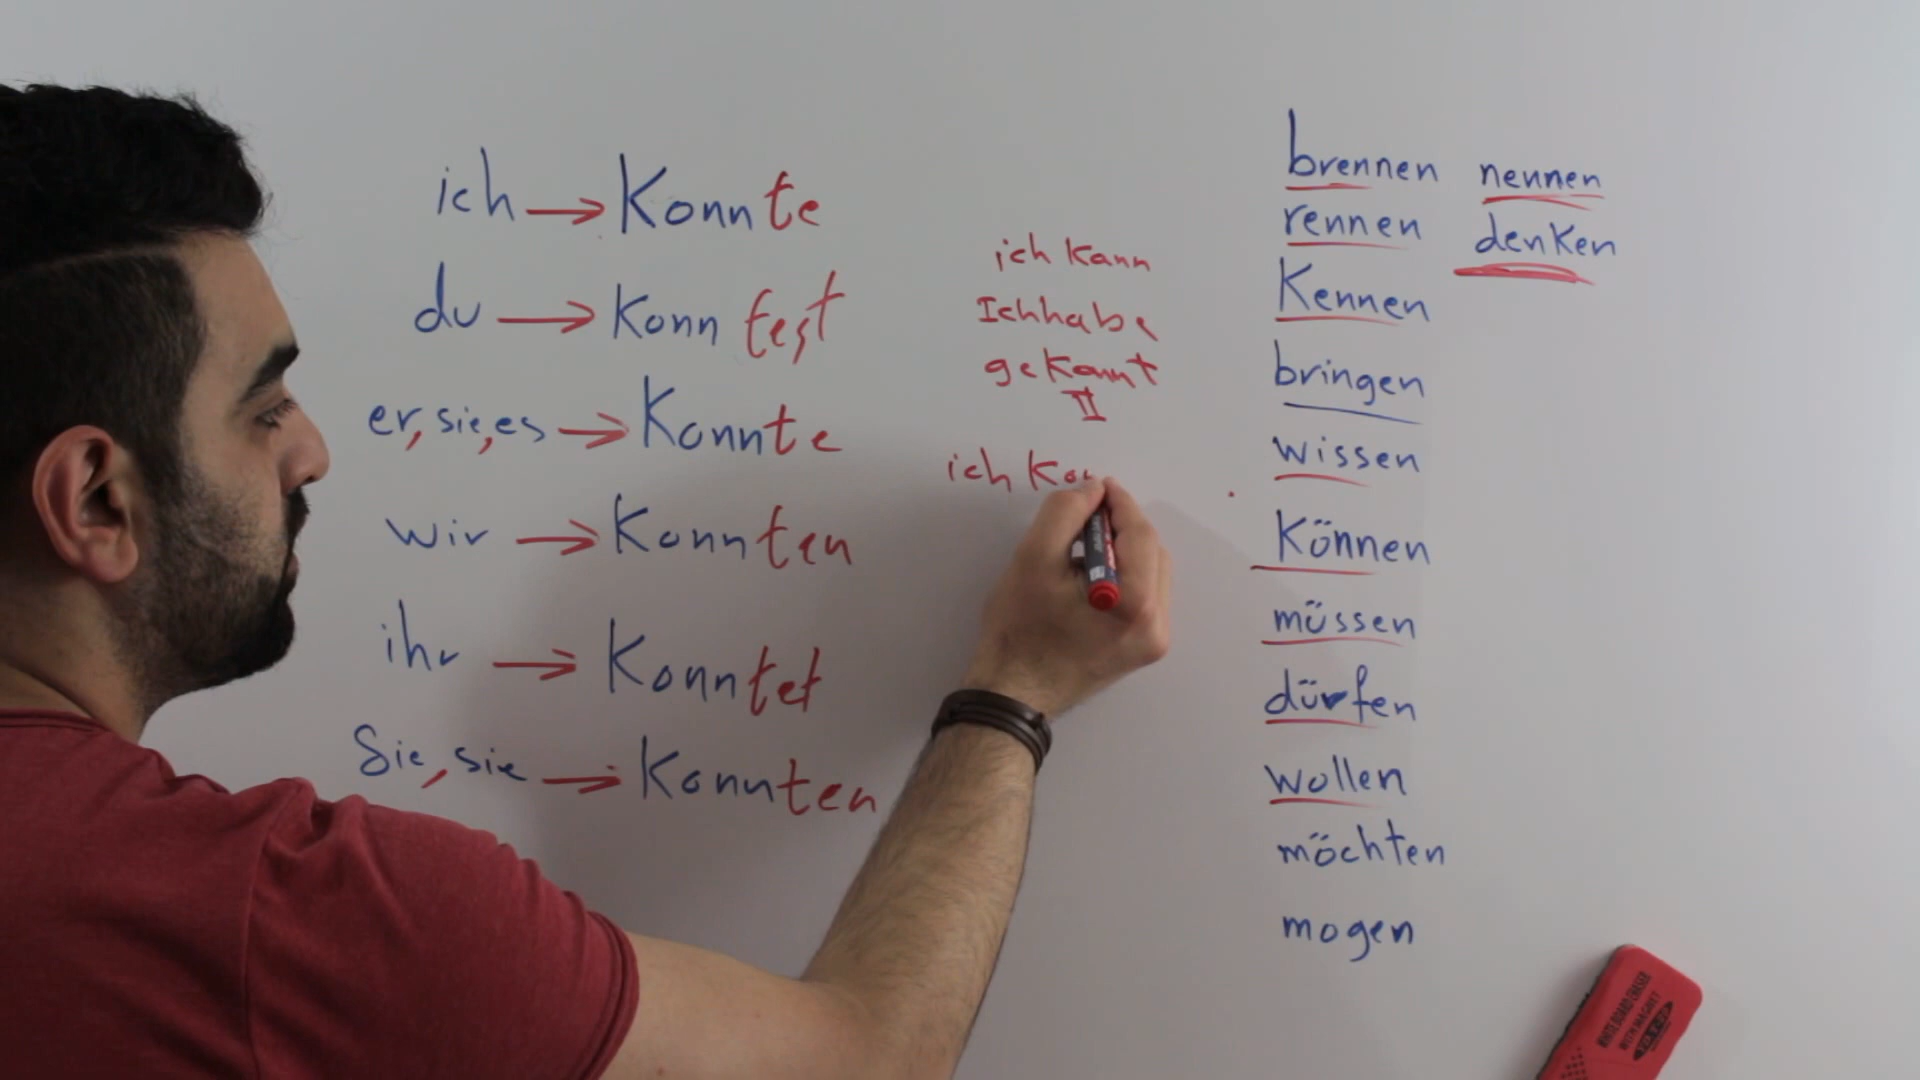 ich → Konnte
du → Konntest
er, sie, es → Konnte
wir → Konnten
ihr → Konntet
Sie, sie → Konnten
ich Kann
Ichhabe
gekannt
II
ich Kon
brennen nennen
rennen denken
Kennen
bringen
wissen
Können
müssen
dürfen
wollen
möchten
mogen